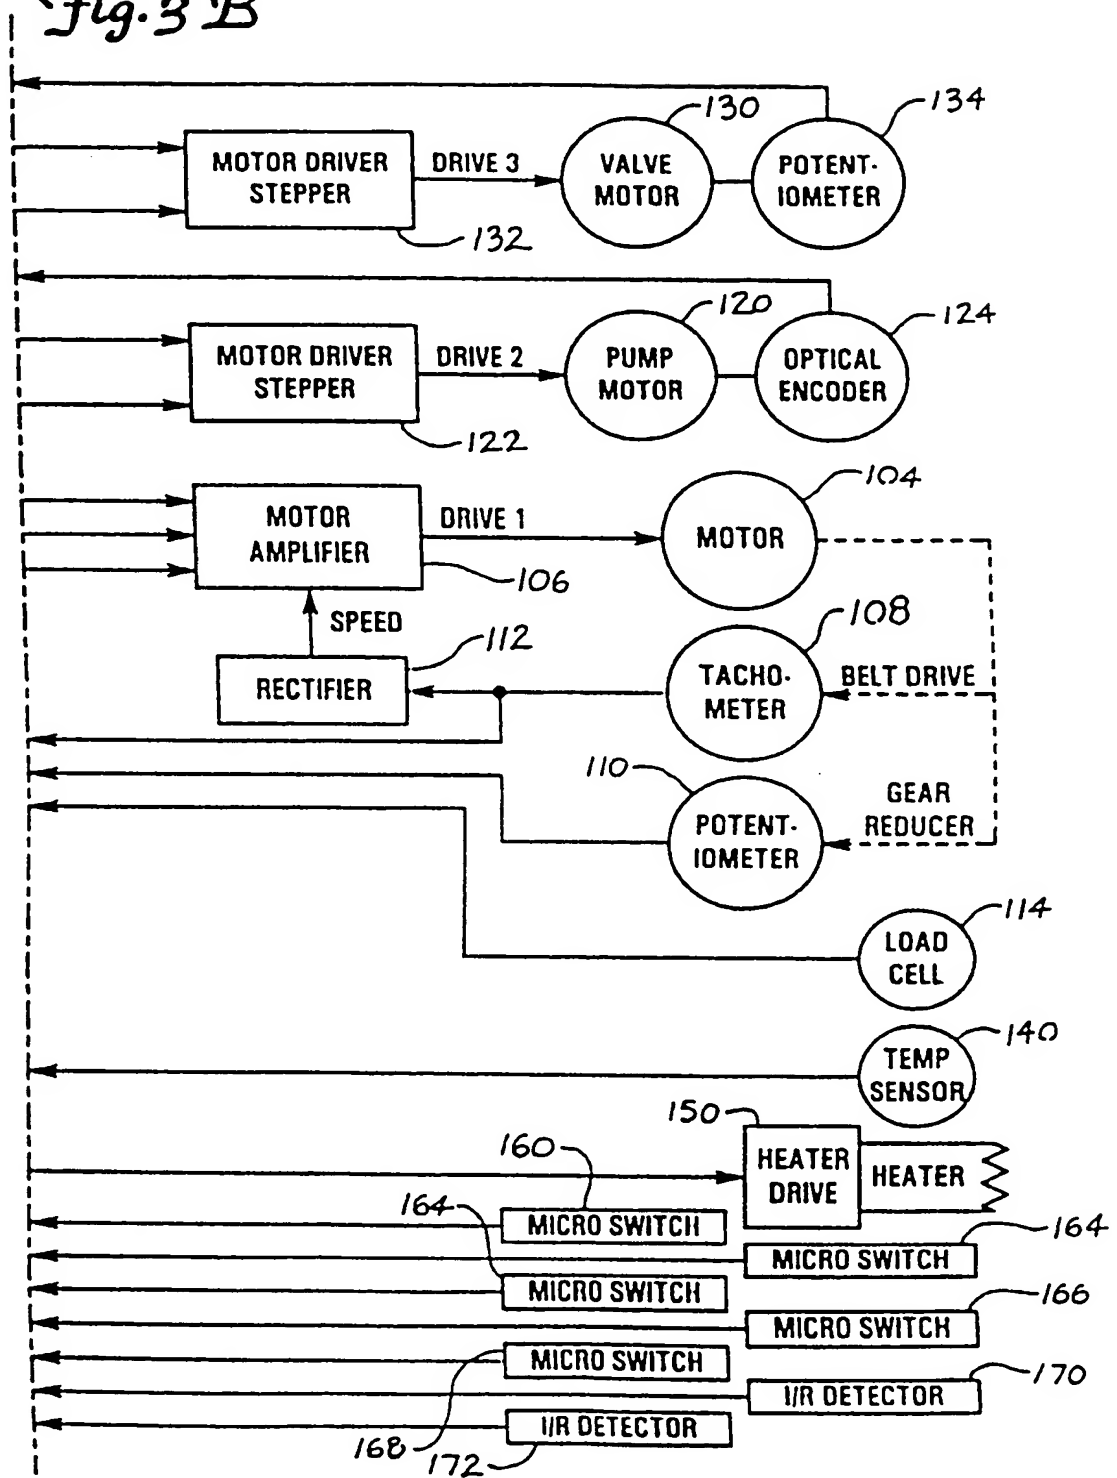 Fig. 3 B
130
134
MOTOR DRIVER
STEPPER
DRIVE 3
VALVE
MOTOR
POTENT-
IOMETER
132
120
124
MOTOR DRIVER
STEPPER
DRIVE 2
PUMP
MOTOR
OPTICAL
ENCODER
122
104
MOTOR
AMPLIFIER
DRIVE 1
MOTOR
106
SPEED
108
112
RECTIFIER
TACHO-
METER
BELT DRIVE
110
POTENT-
IOMETER
GEAR
REDUCER
114
LOAD
CELL
140
TEMP
SENSOR
150
HEATER
DRIVE
HEATER
160
MICRO SWITCH
164
MICRO SWITCH
164
MICRO SWITCH
166
MICRO SWITCH
MICRO SWITCH
168
170
I/R DETECTOR
I/R DETECTOR
172